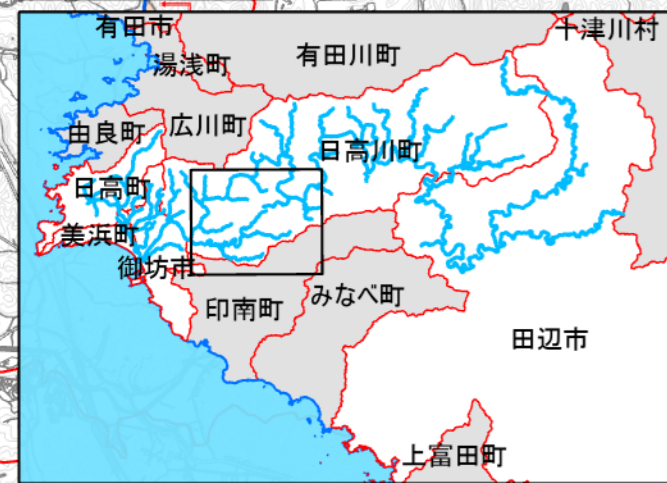 有田市
十津川村
有田川町
湯浅町
広川町
由良町
日高川町
日高町
美浜町
御坊市
印南町
みなべ町
田辺市
上富田町